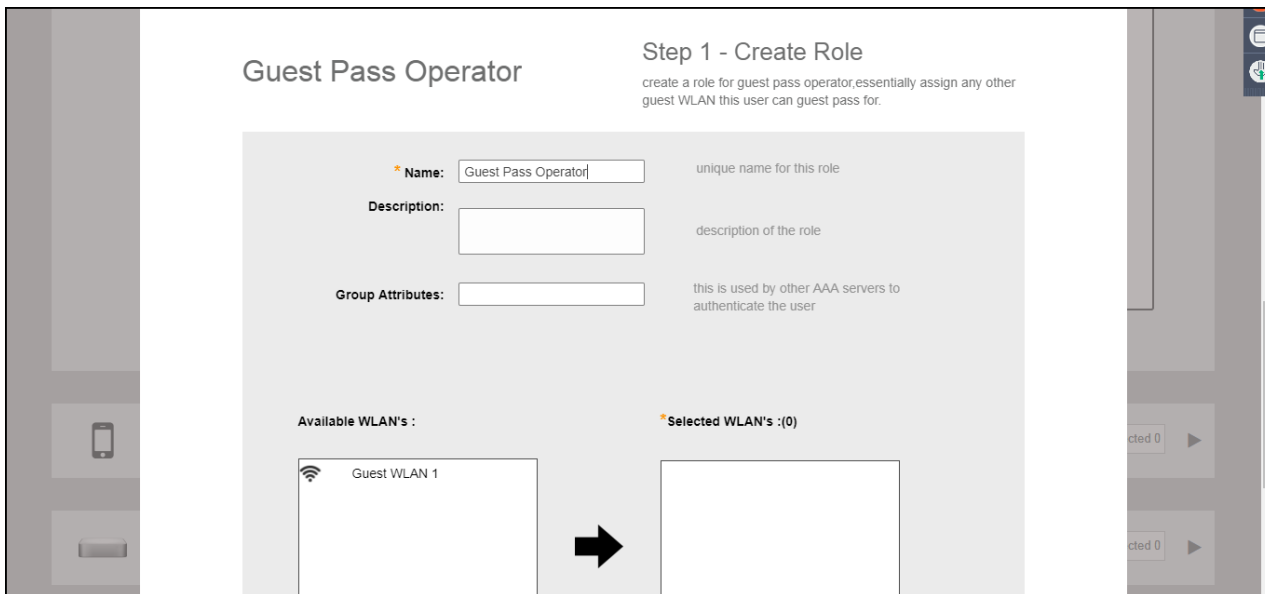 Guest Pass Operator
Step 1 - Create Role
create a role for guest pass operator,essentially assign any other
guest WLAN this user can guest pass for.
* Name:
Guest Pass Operator
unique name for this role
Description:
description of the role
Group Attributes:
this is used by other AAA servers to
authenticate the user
Available WLAN's :
*Selected WLAN's :(0)
Guest WLAN 1
cted 0
cted 0